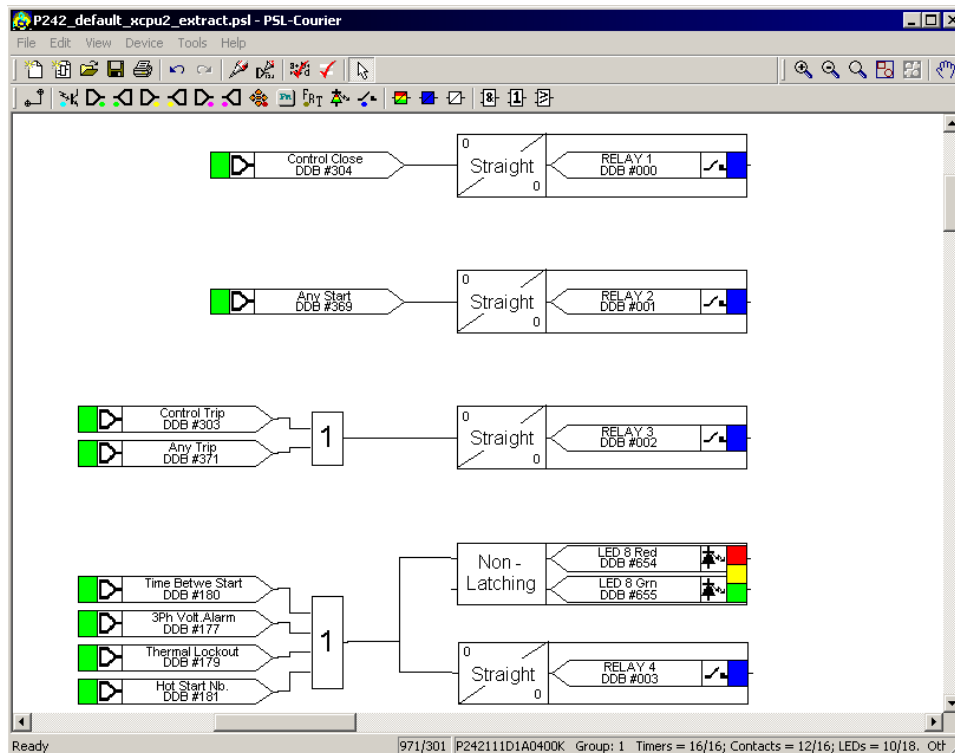 P242_default_xcpu2_extract.psl - PSL-Courier
File Edit View Device Tools Help
0
Control Close
DDB #304
Straight
RELAY 1
DDB #000
0
0
Any Start
DDB #369
Straight
RELAY 2
DDB #001
0
0
Control Trip
DDB #303
Any Trip
DDB #371
1
Straight
RELAY 3
DDB #002
0
Non -
Latching
LED 8 Red
DDB #654
LED 8 Grn
DDB #655
Time Betwe Start
DDB #180
3Ph Volt.Alarm
DDB #177
Thermal Lockout
DDB #179
Hot Start Nb.
DDB #181
1
0
Straight
RELAY 4
DDB #003
0
Ready 971/301 P242111D1A0400K Group: 1 Timers = 16/16; Contacts = 12/16; LEDs = 10/18.